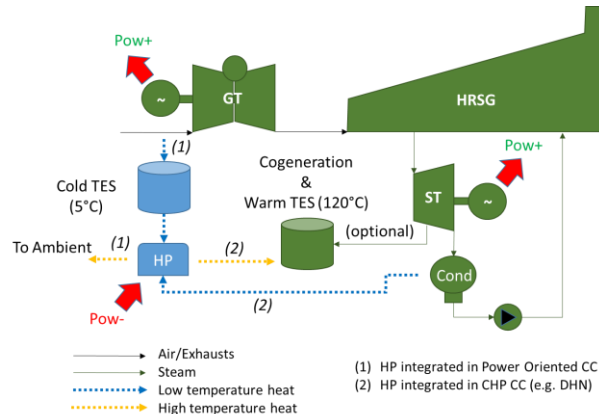 Pow+
~
GT
HRSG
(1)
Pow+
Cold TES
(5°C)
Cogeneration
&
Warm TES (120°C)
ST
~
(optional)
To Ambient
(1)
HP
(2)
Cond
(2)
Pow-
Air/Exhausts
Steam
Low temperature heat
High temperature heat
(1) HP integrated in Power Oriented CC
(2) HP integrated in CHP CC (e.g. DHN)